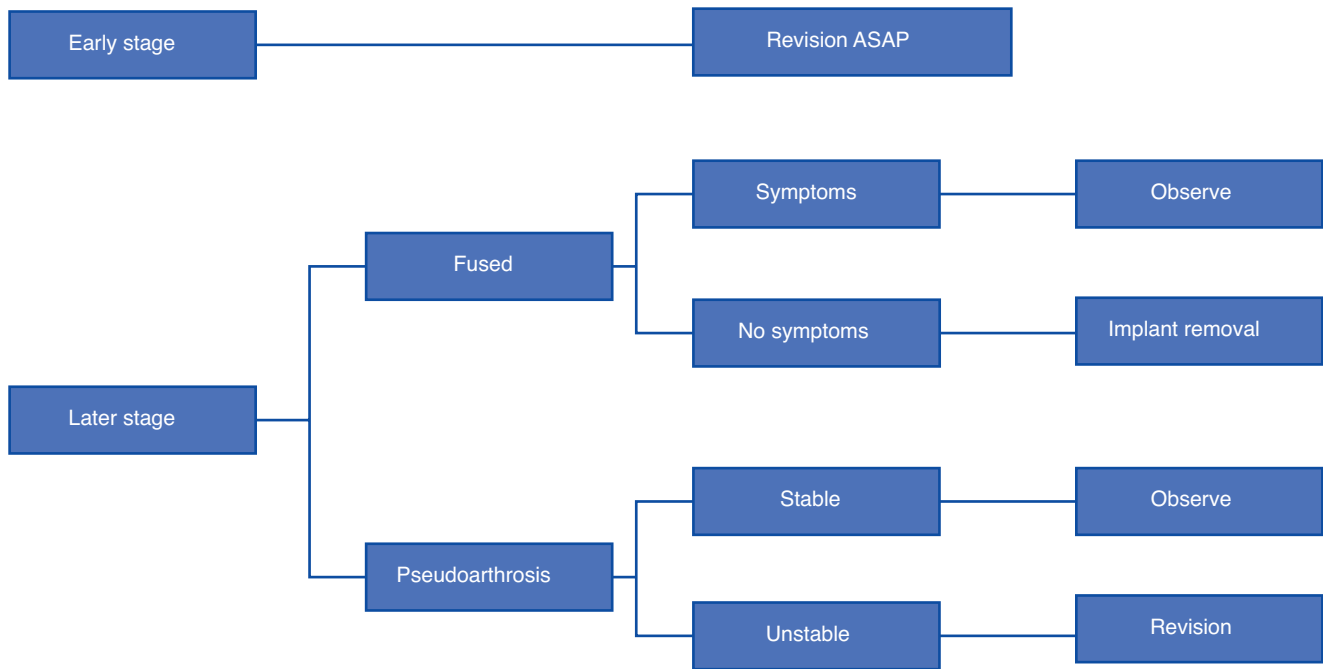 Early stage
Revision ASAP
Symptoms
Observe
Fused
No symptoms
Implant removal
Later stage
Stable
Observe
Pseudoarthrosis
Unstable
Revision